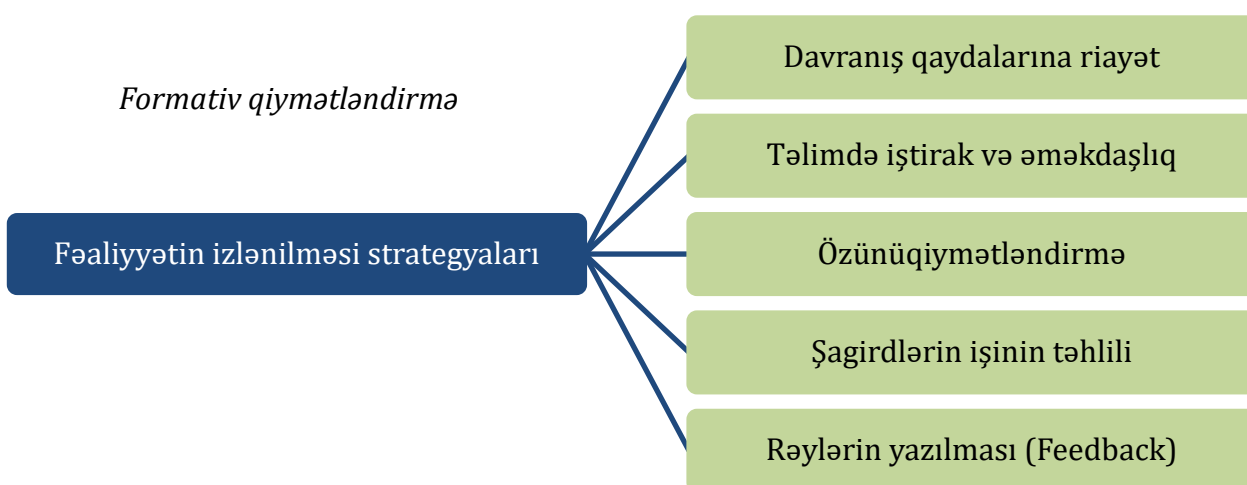 Formativ qiymətləndirmə
Fəaliyyətin izlənilməsi strategyaları
Davranış qaydalarına riayət
Təlimdə iştirak və əməkdaşlıq
Özünüqiymətləndirmə
Şagirdlərin işinin təhlili
Rəylərin yazılması (Feedback)